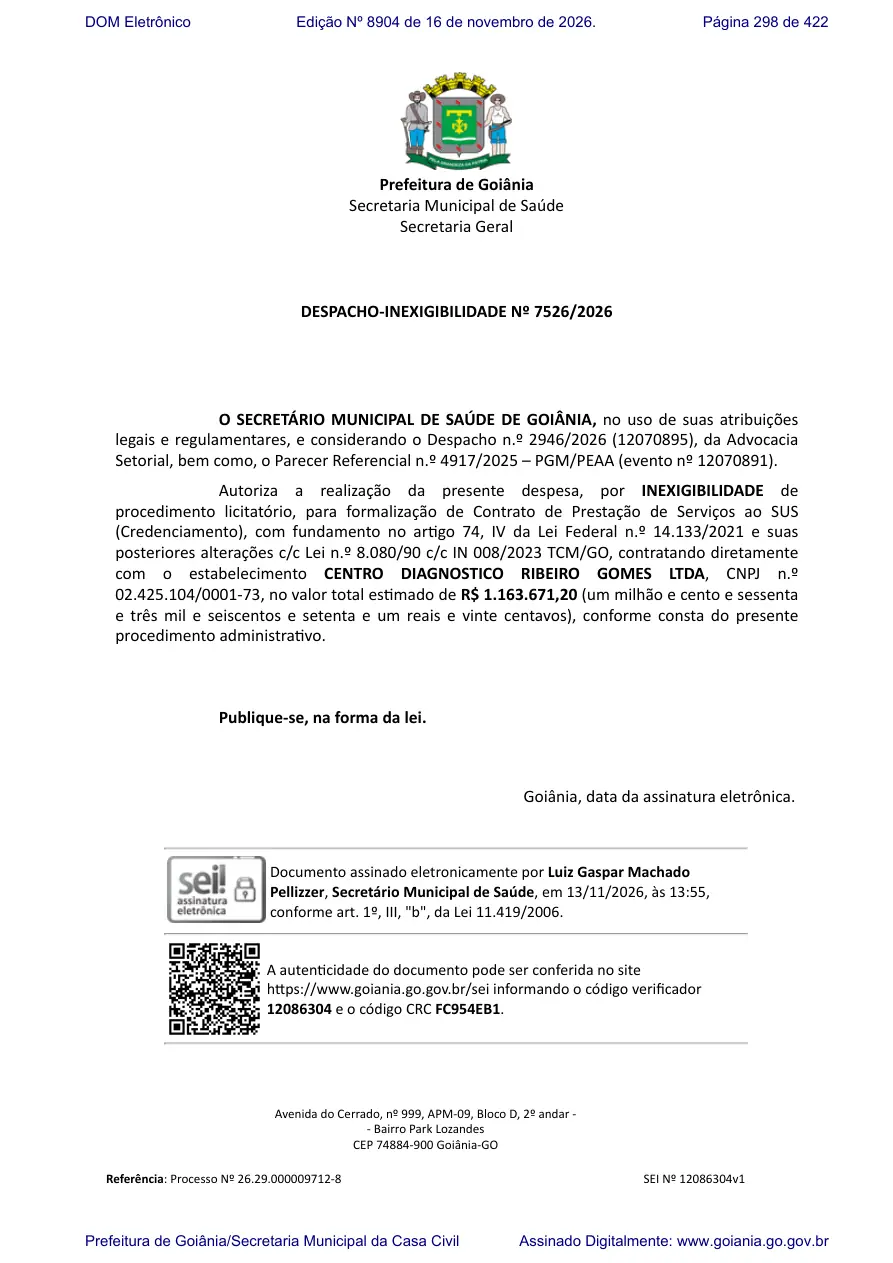 DOM Eletrônico Edição Nº 8904 de 16 de novembro de 2026. Página 298 de 422
PELA GRANDEZA DA PATRIA
Prefeitura de Goiânia
Secretaria Municipal de Saúde
Secretaria Geral
DESPACHO-INEXIGIBILIDADE Nº 7526/2026
O SECRETÁRIO MUNICIPAL DE SAÚDE DE GOIÂNIA, no uso de suas atribuições
legais e regulamentares, e considerando o Despacho n.º 2946/2026 (12070895), da Advocacia
Setorial, bem como, o Parecer Referencial n.º 4917/2025 – PGM/PEAA (evento nº 12070891).
Autoriza a realização da presente despesa, por INEXIGIBILIDADE de
procedimento licitatório, para formalização de Contrato de Prestação de Serviços ao SUS
(Credenciamento), com fundamento no artigo 74, IV da Lei Federal n.º 14.133/2021 e suas
posteriores alterações c/c Lei n.º 8.080/90 c/c IN 008/2023 TCM/GO, contratando diretamente
com o estabelecimento CENTRO DIAGNOSTICO RIBEIRO GOMES LTDA, CNPJ n.º
02.425.104/0001-73, no valor total estimado de R$ 1.163.671,20 (um milhão e cento e sessenta
e três mil e seiscentos e setenta e um reais e vinte centavos), conforme consta do presente
procedimento administrativo.
Publique-se, na forma da lei.
Goiânia, data da assinatura eletrônica.
sei!
assinatura
eletrônica
Documento assinado eletronicamente por Luiz Gaspar Machado
Pellizzer, Secretário Municipal de Saúde, em 13/11/2026, às 13:55,
conforme art. 1º, III, "b", da Lei 11.419/2006.
A autenticidade do documento pode ser conferida no site
https://www.goiania.go.gov.br/sei informando o código verificador
12086304 e o código CRC FC954EB1.
Avenida do Cerrado, nº 999, APM-09, Bloco D, 2º andar -
- Bairro Park Lozandes
CEP 74884-900 Goiânia-GO
Referência: Processo Nº 26.29.000009712-8 SEI Nº 12086304v1
Prefeitura de Goiânia/Secretaria Municipal da Casa Civil Assinado Digitalmente: www.goiania.go.gov.br